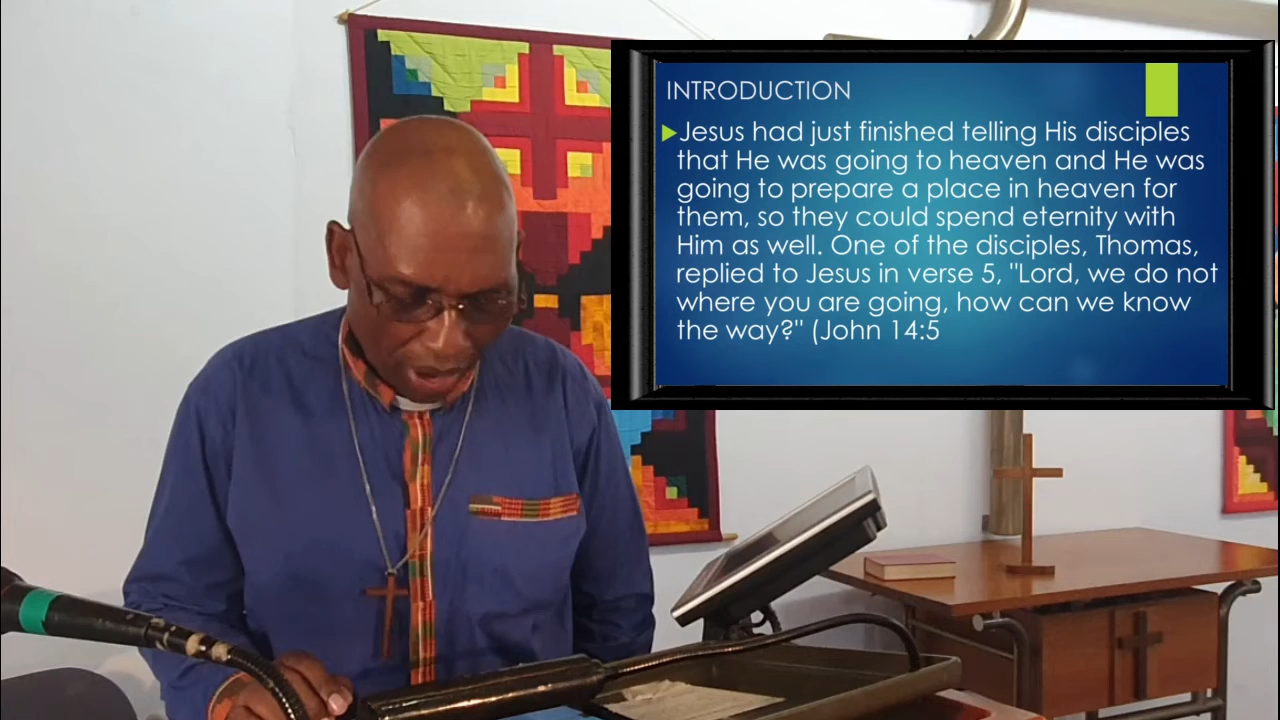 INTRODUCTION
Jesus had just finished telling His disciples
that He was going to heaven and He was
going to prepare a place in heaven for
them, so they could spend eternity with
Him as well. One of the disciples, Thomas,
replied to Jesus in verse 5, "Lord, we do not
where you are going, how can we know
the way?" (John 14:5